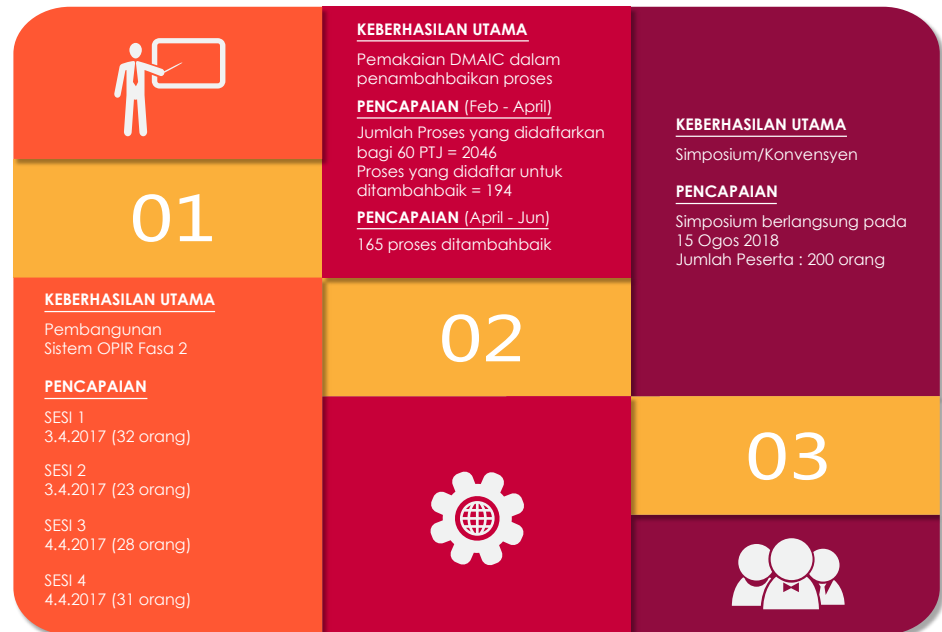 01
KEBERHASILAN UTAMA
Pembangunan
Sistem OPIR Fasa 2
PENCAPAIAN
SESI 1
3.4.2017 (32 orang)
SESI 2
3.4.2017 (23 orang)
SESI 3
4.4.2017 (28 orang)
SESI 4
4.4.2017 (31 orang)
KEBERHASILAN UTAMA
Pemakaian DMAIC dalam
penambahbaikan proses
PENCAPAIAN (Feb - April)
Jumlah Proses yang didaftarkan
bagi 60 PTJ = 2046
Proses yang didaftar untuk
ditambahbaik = 194
PENCAPAIAN (April - Jun)
165 proses ditambahbaik
02
KEBERHASILAN UTAMA
Simposium/Konvensyen
PENCAPAIAN
Simposium berlangsung pada
15 Ogos 2018
Jumlah Peserta : 200 orang
03